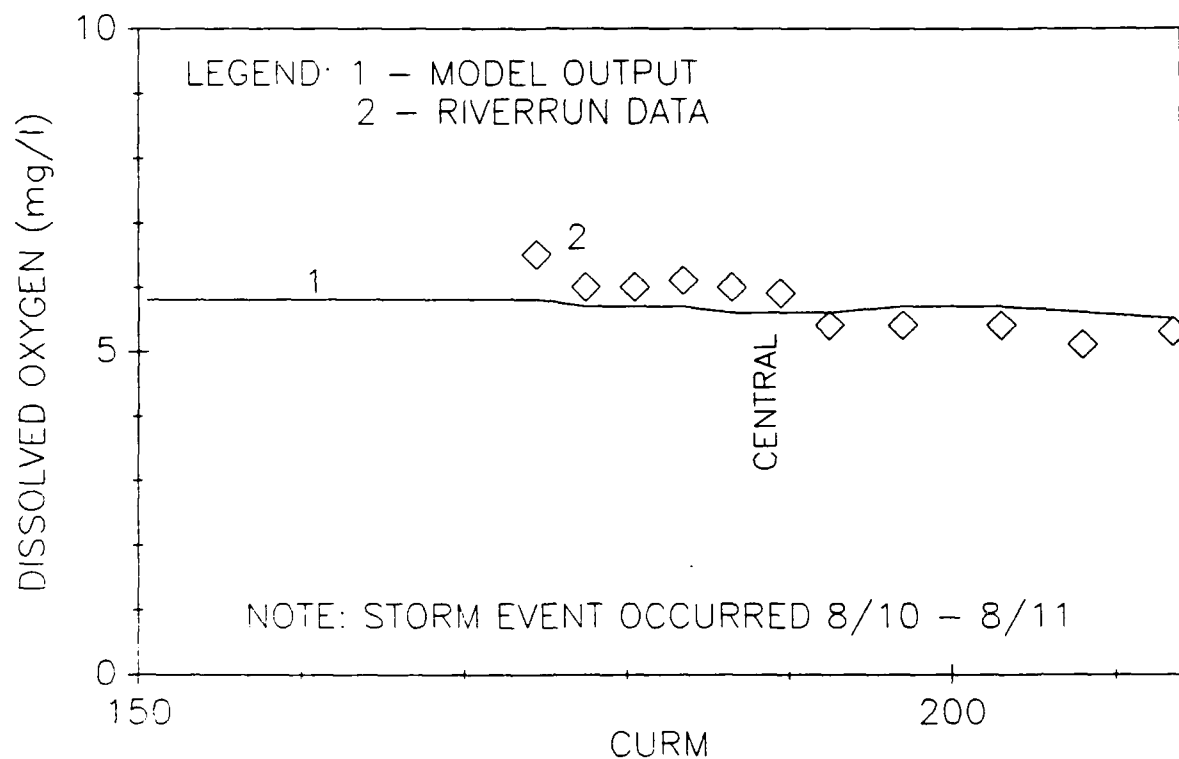 10
LEGEND: 1 – MODEL OUTPUT
2 – RIVERRUN DATA
DISSOLVED OXYGEN (mg/l)
2
1
5
CENTRAL
NOTE: STORM EVENT OCCURRED 8/10 – 8/11
0
150
200
CURM